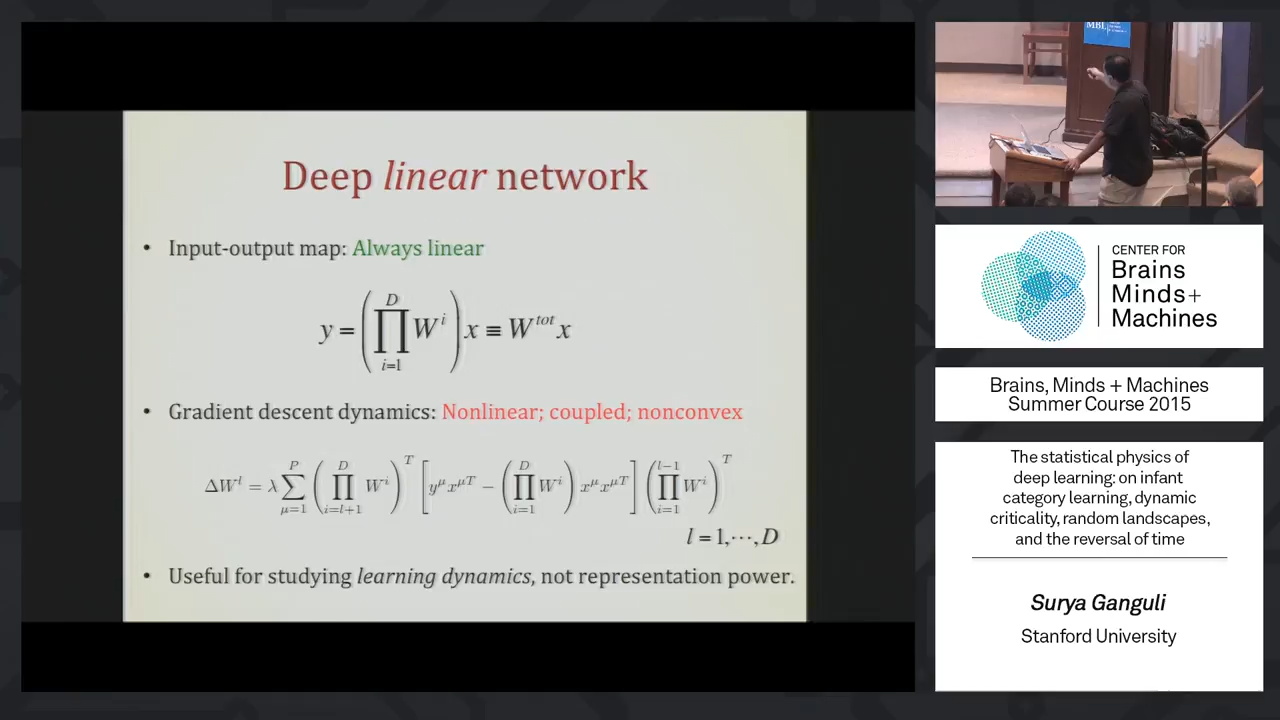 Deep linear network
• Input-output map: Always linear
y = (∏_{i=1}^{D} W^i) x ≡ W^{tot} x
• Gradient descent dynamics: Nonlinear; coupled; nonconvex
ΔW^l = λ ∑_{μ=1}^{P} (∏_{i=l+1}^{D} W^i)^T [y^μ x^{μT} − (∏_{i=1}^{D} W^i) x^μ x^{μT}] (∏_{i=1}^{l−1} W^i)^T
l = 1,⋯,D
• Useful for studying learning dynamics, not representation power.
MBL
CENTER FOR
Brains
Minds+
Machines
Brains, Minds + Machines
Summer Course 2015
The statistical physics of
deep learning: on infant
category learning, dynamic
criticality, random landscapes,
and the reversal of time
Surya Ganguli
Stanford University